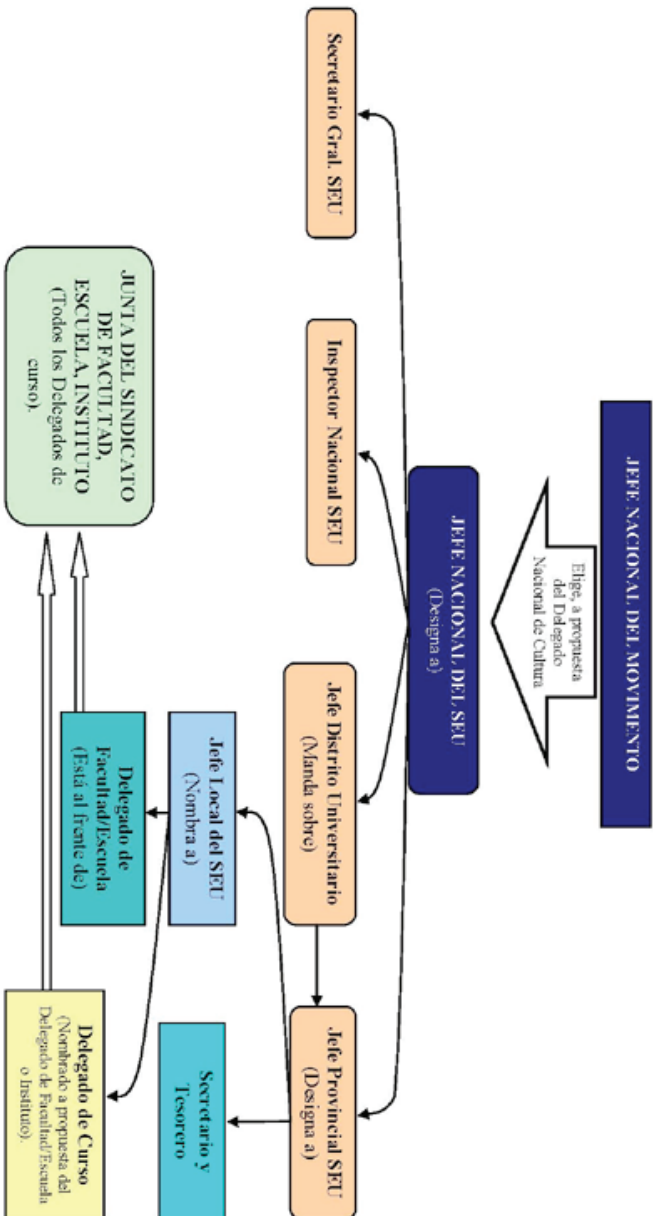 JEFE NACIONAL DEL MOVIMENTO
Elige, a propuesta
del Delegado
Nacional de Cultura
JEFE NACIONAL DEL SEU
(Designa a)
Secretario Gral. SEU
Inspector Nacional SEU
Jefe Distrito Universitario
(Manda sobre)
Jefe Provincial SEU
(Designa a)
Jefe Local del SEU
(Nombra a)
Secretario y
Tesorero
Delegado de
Facultad/Escuela
(Está al frente de)
JUNTA DEL SINDICATO
DE FACULTAD,
ESCUELA, INSTITUTO
(Todos los Delegados de
curso).
Delegado de Curso
(Nombrado a propuesta del
Delegado de Facultad/Escuela
o Instituto).